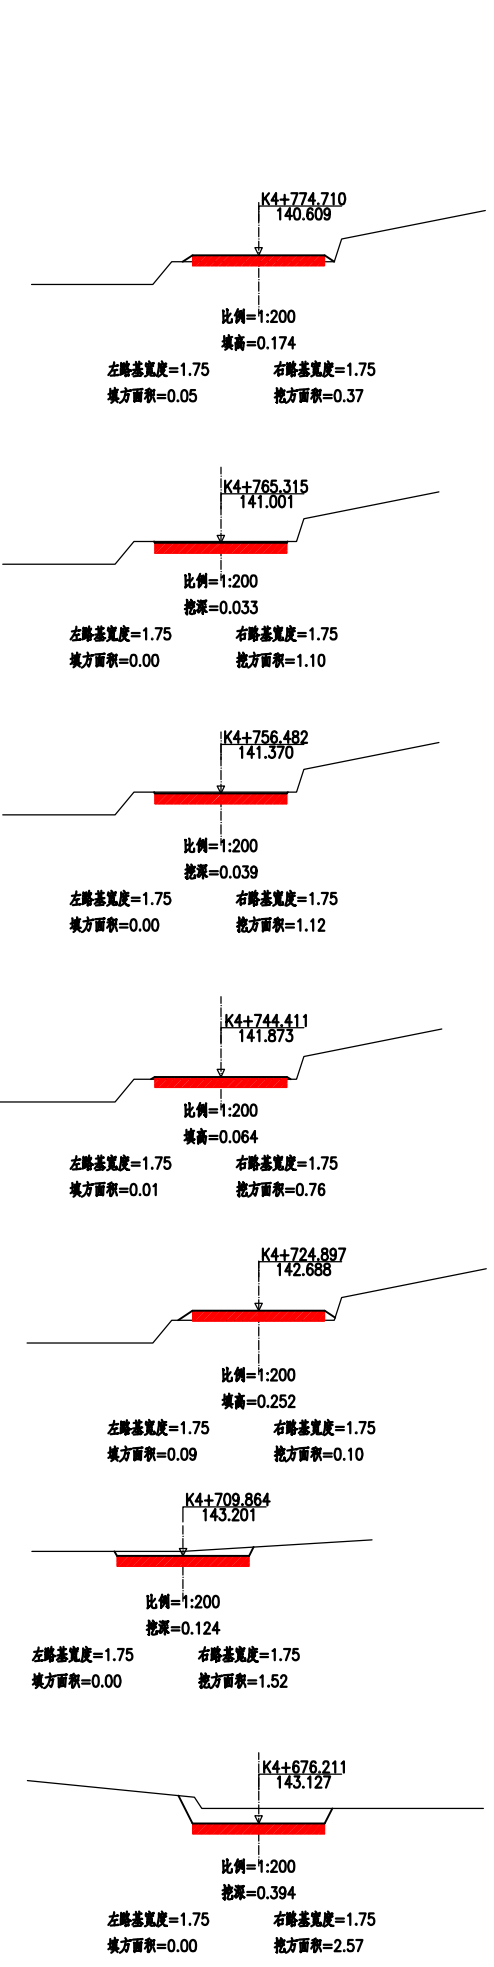 K4+774.710
140.609
比例=1:200
填高=0.174
左路基宽度=1.75 右路基宽度=1.75
填方面积=0.05 挖方面积=0.37
K4+765.315
141.001
比例=1:200
挖深=0.033
左路基宽度=1.75 右路基宽度=1.75
填方面积=0.00 挖方面积=1.10
K4+756.482
141.370
比例=1:200
挖深=0.039
左路基宽度=1.75 右路基宽度=1.75
填方面积=0.00 挖方面积=1.12
K4+744.411
141.873
比例=1:200
填高=0.064
左路基宽度=1.75 右路基宽度=1.75
填方面积=0.01 挖方面积=0.76
K4+724.897
142.688
比例=1:200
填高=0.252
左路基宽度=1.75 右路基宽度=1.75
填方面积=0.09 挖方面积=0.10
K4+709.864
143.201
比例=1:200
挖深=0.124
左路基宽度=1.75 右路基宽度=1.75
填方面积=0.00 挖方面积=1.52
K4+676.211
143.127
比例=1:200
挖深=0.394
左路基宽度=1.75 右路基宽度=1.75
填方面积=0.00 挖方面积=2.57